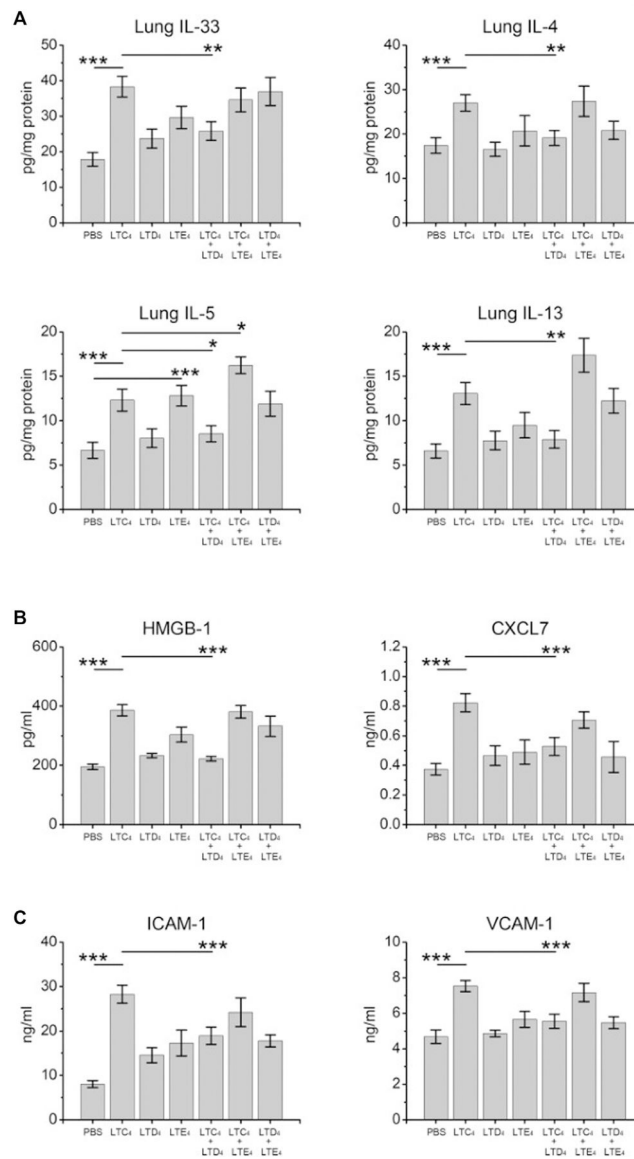 A
Lung IL-33
pg/mg protein
50
40
30
20
10
0
*** **
PBS LTC₄ LTD₄ LTE₄ LTC₄ + LTD₄ LTC₄ + LTE₄ LTD₄ + LTE₄
Lung IL-4
pg/mg protein
40
30
20
10
0
*** **
PBS LTC₄ LTD₄ LTE₄ LTC₄ + LTD₄ LTC₄ + LTE₄ LTD₄ + LTE₄
Lung IL-5
pg/mg protein
20
15
10
5
0
*
*** *
***
PBS LTC₄ LTD₄ LTE₄ LTC₄ + LTD₄ LTC₄ + LTE₄ LTD₄ + LTE₄
Lung IL-13
pg/mg protein
20
15
10
5
0
*** **
PBS LTC₄ LTD₄ LTE₄ LTC₄ + LTD₄ LTC₄ + LTE₄ LTD₄ + LTE₄
B
HMGB-1
pg/ml
600
400
200
0
*** ***
PBS LTC₄ LTD₄ LTE₄ LTC₄ + LTD₄ LTC₄ + LTE₄ LTD₄ + LTE₄
CXCL7
ng/ml
1.2
1.0
0.8
0.6
0.4
0.2
0.0
*** ***
PBS LTC₄ LTD₄ LTE₄ LTC₄ + LTD₄ LTC₄ + LTE₄ LTD₄ + LTE₄
C
ICAM-1
ng/ml
40
30
20
10
0
*** ***
PBS LTC₄ LTD₄ LTE₄ LTC₄ + LTD₄ LTC₄ + LTE₄ LTD₄ + LTE₄
VCAM-1
ng/ml
8
6
4
2
0
*** ***
PBS LTC₄ LTD₄ LTE₄ LTC₄ + LTD₄ LTC₄ + LTE₄ LTD₄ + LTE₄